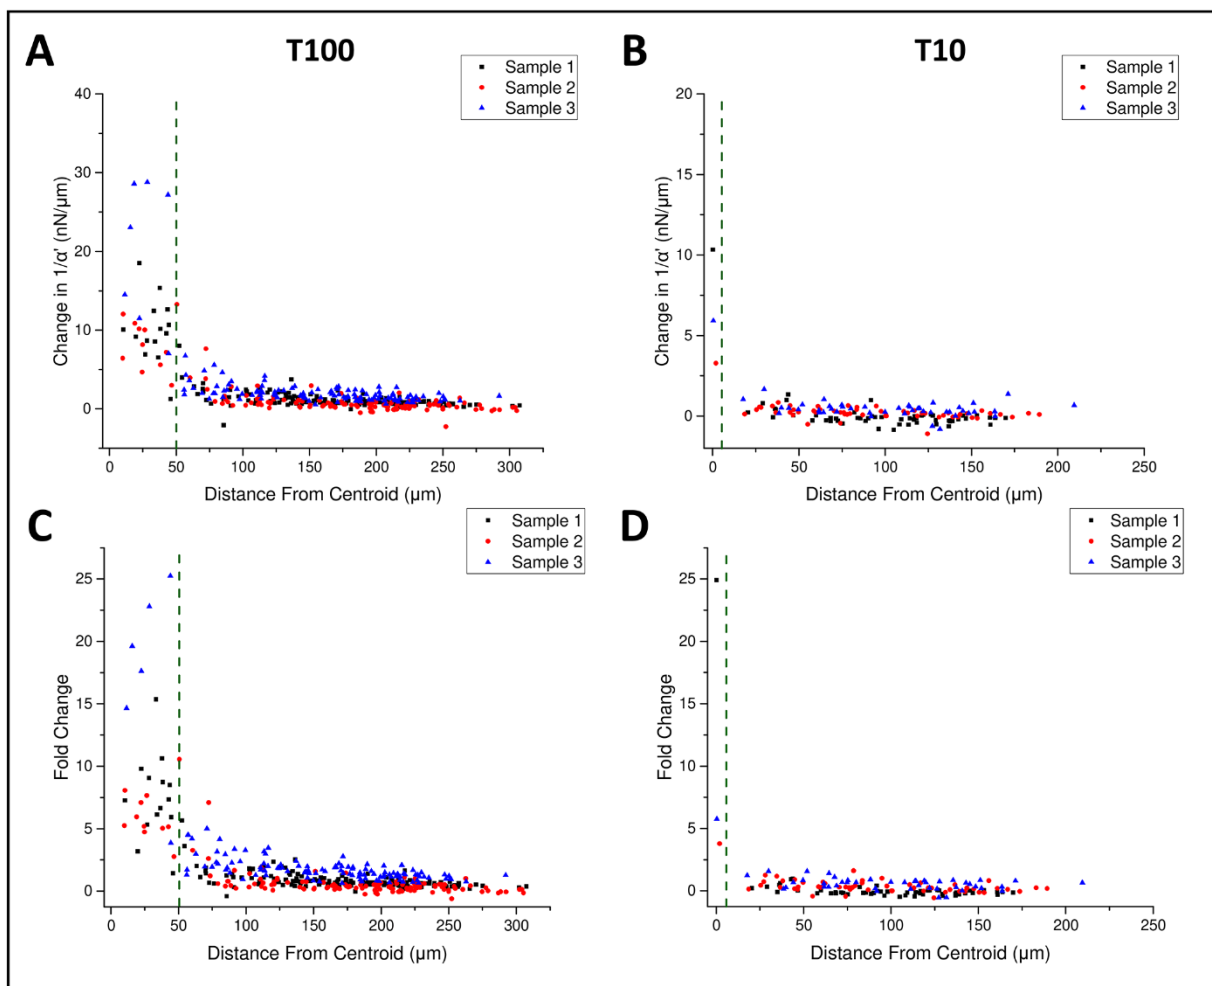 A
T100
Sample 1
Sample 2
Sample 3
40
30
20
10
0
Change in 1/α' (nN/µm)
0 50 100 150 200 250 300
Distance From Centroid (µm)
B
T10
Sample 1
Sample 2
Sample 3
20
15
10
5
0
Change in 1/α' (nN/µm)
0 50 100 150 200 250
Distance From Centroid (µm)
C
Sample 1
Sample 2
Sample 3
25
20
15
10
5
0
Fold Change
0 50 100 150 200 250 300
Distance From Centroid (µm)
D
Sample 1
Sample 2
Sample 3
25
20
15
10
5
0
Fold Change
0 50 100 150 200 250
Distance From Centroid (µm)